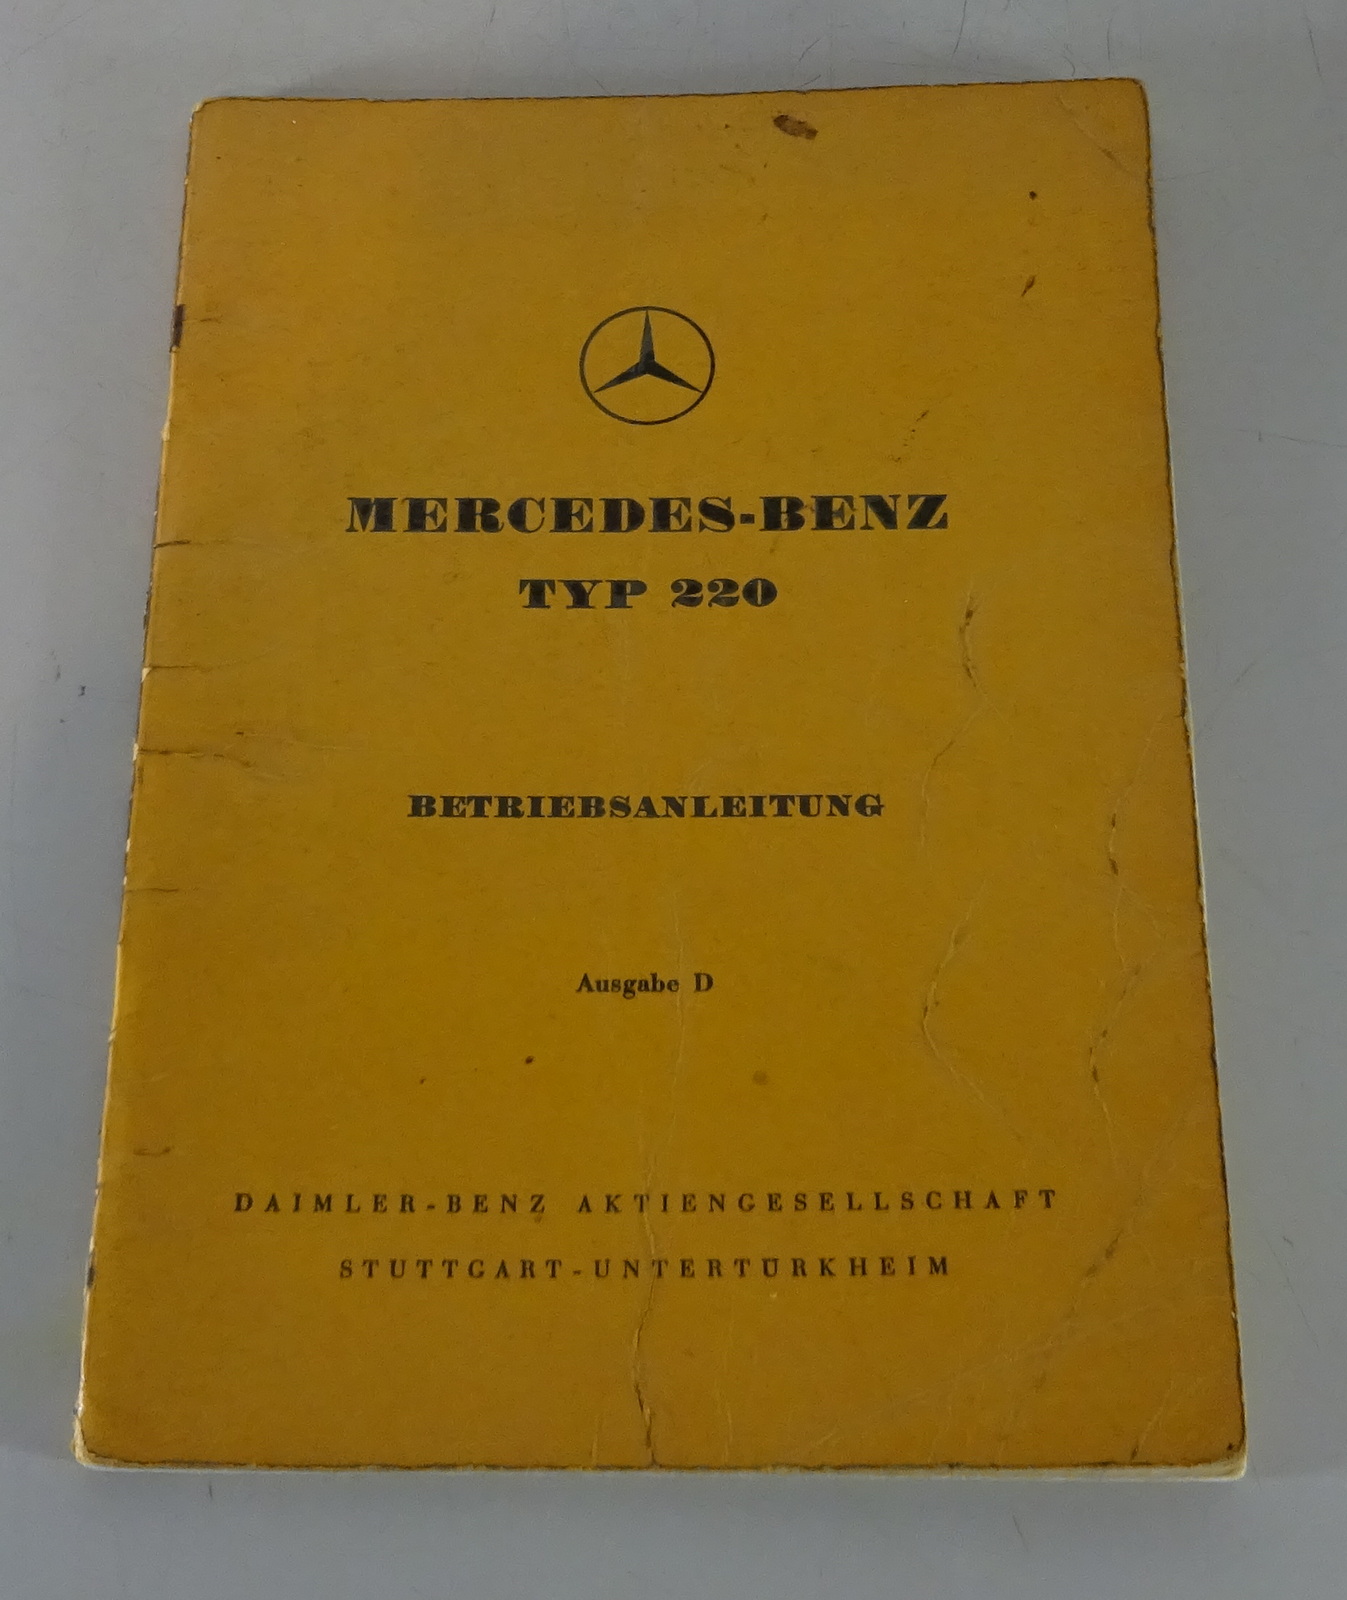 MERCEDES-BENZ
TYP 220
BETRIEBSANLEITUNG
Ausgabe D
DAIMLER-BENZ AKTIENGESELLSCHAFT
STUTTGART-UNTERTÜRKHEIM